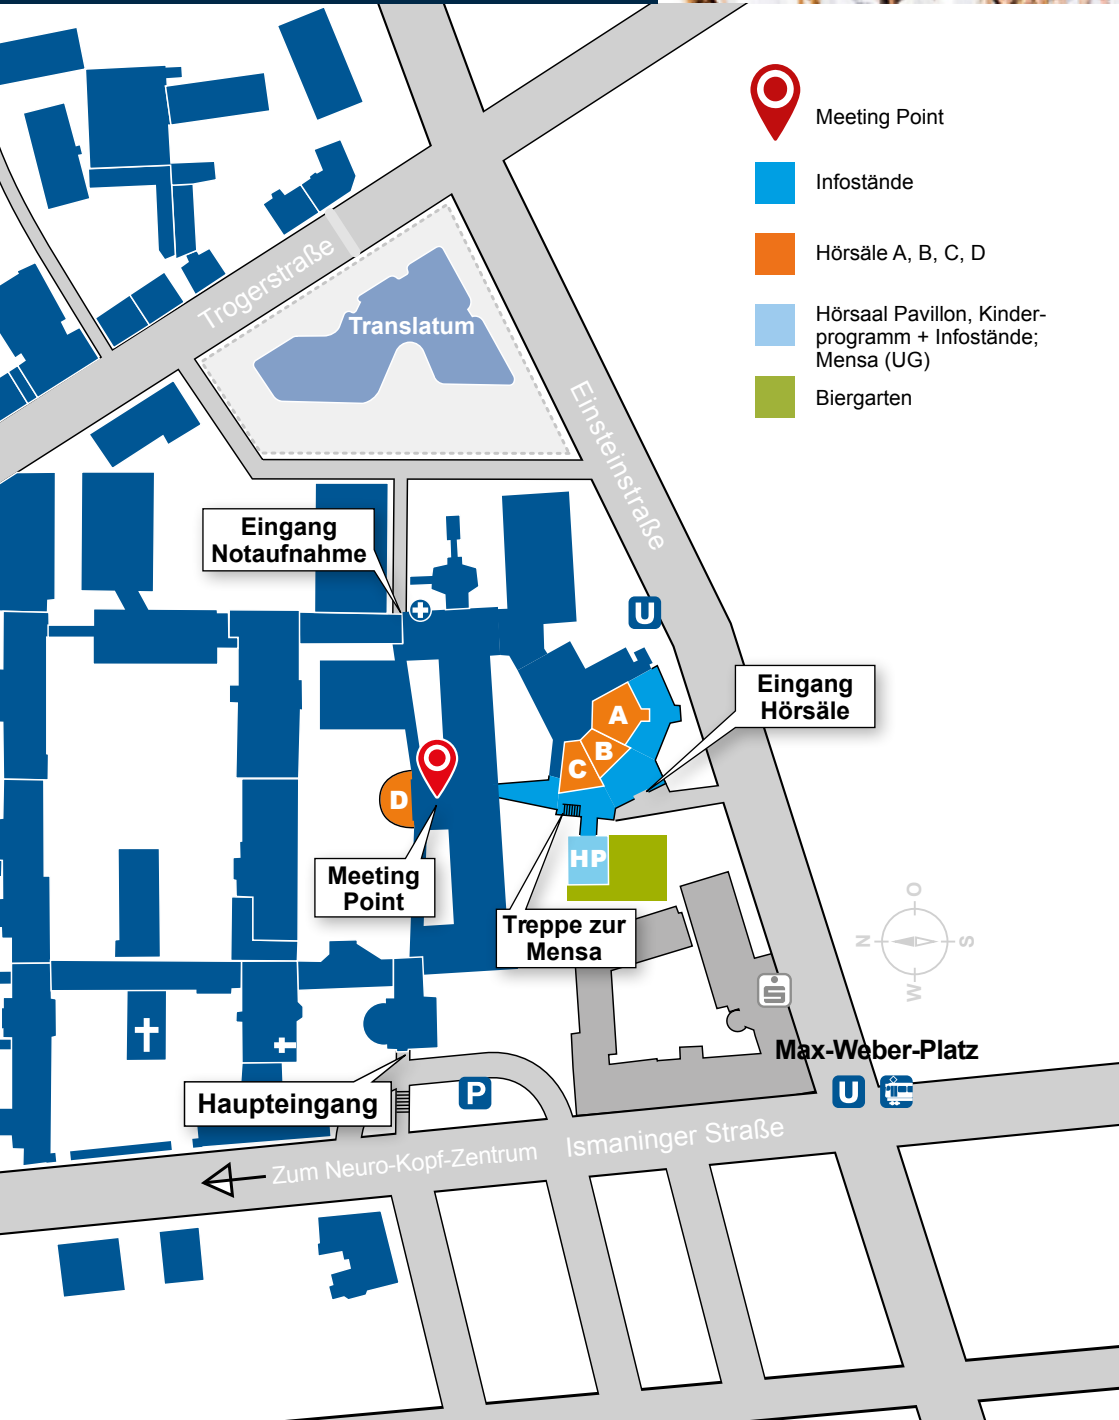 Meeting Point
Infostände
Hörsäle A, B, C, D
Hörsaal Pavillon, Kinder-
programm + Infostände;
Mensa (UG)
Biergarten
Trogerstraße
Translatum
Einsteinstraße
Eingang
Notaufnahme
U
Eingang
Hörsäle
A
B
C
D
Meeting
Point
HP
Treppe zur
Mensa
O
N
S
W
S
Max-Weber-Platz
U
Haupteingang
P
Ismaninger Straße
Zum Neuro-Kopf-Zentrum